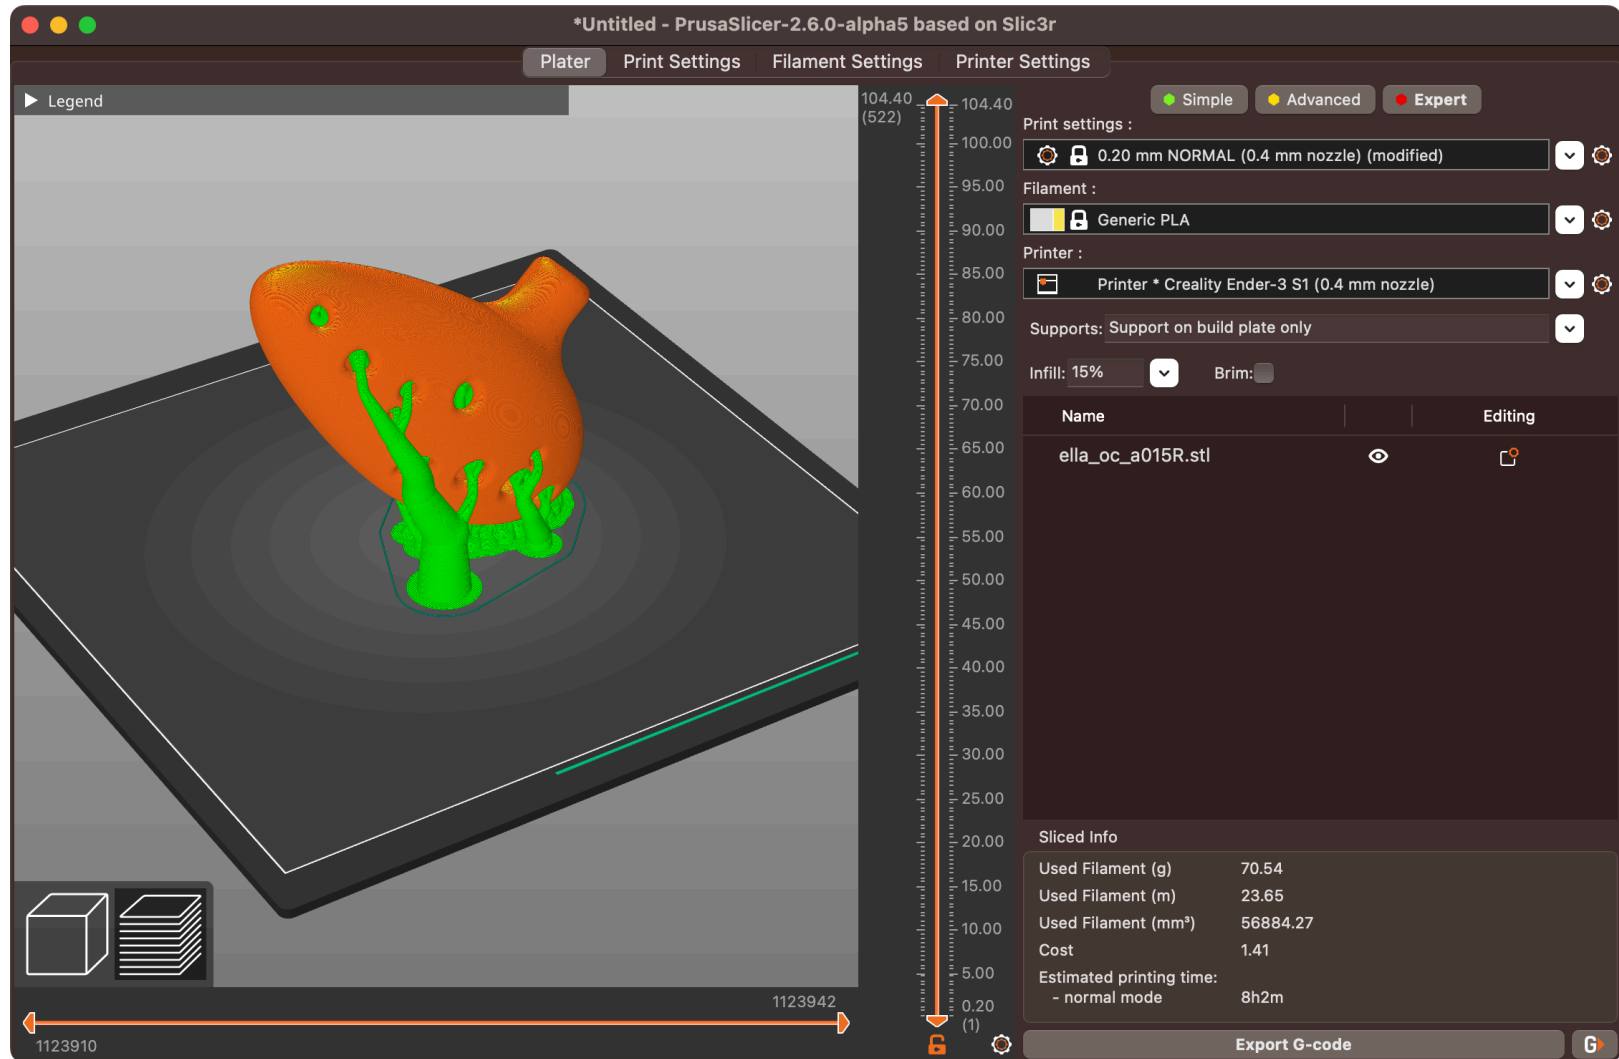 *Untitled - PrusaSlicer-2.6.0-alpha5 based on Slic3r
Plater Print Settings Filament Settings Printer Settings
Legend
104.40
(522)
104.40
100.00
95.00
90.00
85.00
80.00
75.00
70.00
65.00
60.00
55.00
50.00
45.00
40.00
35.00
30.00
25.00
20.00
15.00
10.00
5.00
0.20
(1)
1123942
1123910
Simple Advanced Expert
Print settings :
0.20 mm NORMAL (0.4 mm nozzle) (modified)
Filament :
Generic PLA
Printer :
Printer * Creality Ender-3 S1 (0.4 mm nozzle)
Supports: Support on build plate only
Infill: 15% Brim:
Name Editing
ella_oc_a015R.stl
Sliced Info
Used Filament (g) 70.54
Used Filament (m) 23.65
Used Filament (mm³) 56884.27
Cost 1.41
Estimated printing time:
- normal mode 8h2m
Export G-code G